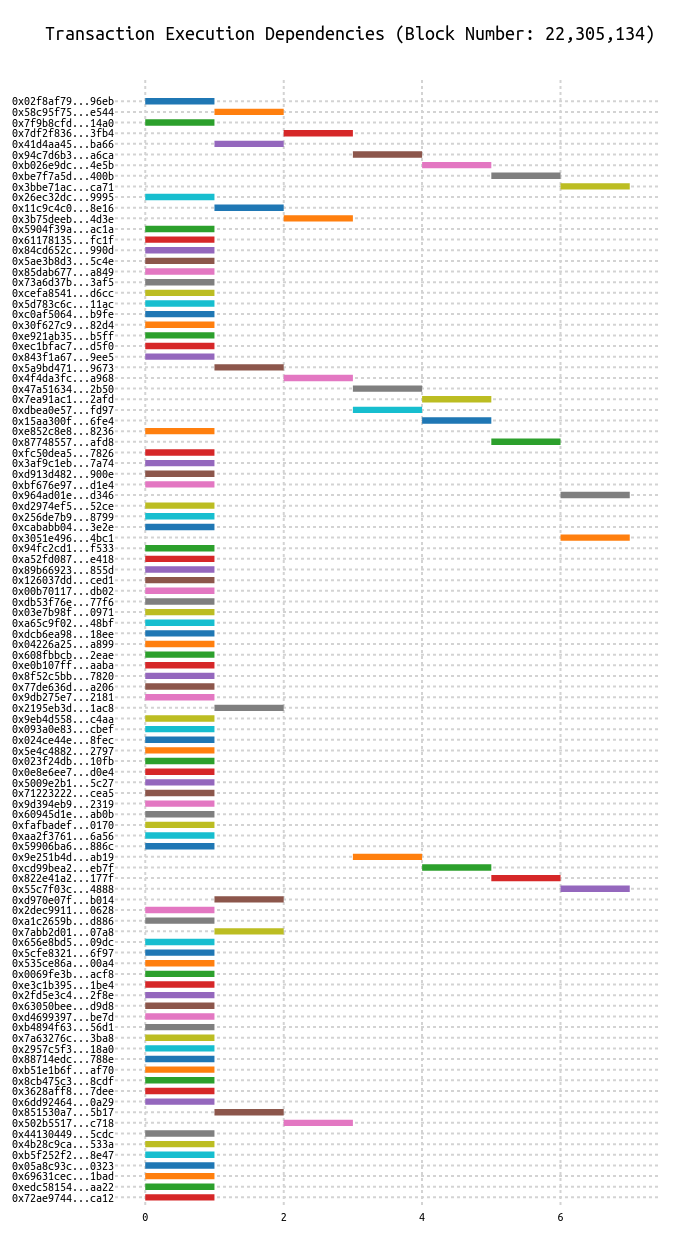 Transaction Execution Dependencies (Block Number: 22,305,134)
0x02f8af79...96eb
0x58c95f75...e544
0x7f9b8cfd...14a0
0x7df2f836...3fb4
0x41d4aa45...ba66
0x94c7d6b3...a6ca
0xb026e9dc...4e5b
0xbe7f7a5d...400b
0x3bbe71ac...ca71
0x26ec32dc...9995
0x11c9c4c0...8e16
0x3b75deeb...4d3e
0x5904f39a...ac1a
0x61178135...fc1f
0x84cd652c...990d
0x5ae3b8d3...5c4e
0x85dab677...a849
0x73a6d37b...3af5
0xcefa8541...d6cc
0x5d783c6c...11ac
0xc0af5064...b9fe
0x30f627c9...82d4
0xe921ab35...b5ff
0xec1bfac7...d5f0
0x843f1a67...9ee5
0x5a9bd471...9673
0x4f4da3fc...a968
0x47a51634...2b50
0x7ea91ac1...2afd
0xdbea0e57...fd97
0x15aa300f...6fe4
0xe852c8e8...8236
0x87748557...afd8
0xfc50dea5...7826
0x3af9c1eb...7a74
0xd913d482...900e
0xbf676e97...d1e4
0x964ad01e...d346
0xd2974ef5...52ce
0x256de7b9...8799
0xcababb04...3e2e
0x3051e496...4bc1
0x94fc2cd1...f533
0xa52fd087...e418
0x89b66923...855d
0x126037dd...ced1
0x00b70117...db02
0xdb53f76e...77f6
0x03e7b98f...0971
0xa65c9f02...48bf
0xdcb6ea98...18ee
0x04226a25...a899
0x608fbbcb...2eae
0xe0b107ff...aaba
0x8f52c5bb...7820
0x77de636d...a206
0x9db275e7...2181
0x2195eb3d...1ac8
0x9eb4d558...c4aa
0x093a0e83...cbef
0x024ce44e...8fec
0x5e4c4882...2797
0x023f24db...10fb
0x0e8e6ee7...d0e4
0x5009e2b1...5c27
0x71223222...cea5
0x9d394eb9...2319
0x60945d1e...ab0b
0xfafbadef...0170
0xaa2f3761...6a56
0x59906ba6...886c
0x9e251b4d...ab19
0xcd99bea2...eb7f
0x822e41a2...177f
0x55c7f03c...4888
0xd970e07f...b014
0x2dec9911...0628
0xa1c2659b...d886
0x7abb2d01...07a8
0x656e8bd5...09dc
0x5cfe8321...6f97
0x535ce86a...00a4
0x0069fe3b...acf8
0xe3c1b395...1be4
0x2fd5e3c4...2f8e
0x63050bee...d9d8
0xd4699397...be7d
0xb4894f63...56d1
0x7a63276c...3ba8
0x2957c5f3...18a0
0x88714edc...788e
0xb51e1b6f...af70
0x8cb475c3...8cdf
0x3628aff8...7dee
0x6dd92464...0a29
0x851530a7...5b17
0x502b5517...c718
0x44130449...5cdc
0x4b28c9ca...533a
0xb5f252f2...8e47
0x05a8c93c...0323
0x69631cec...1bad
0xedc58154...aa22
0x72ae9744...ca12
0 2 4 6